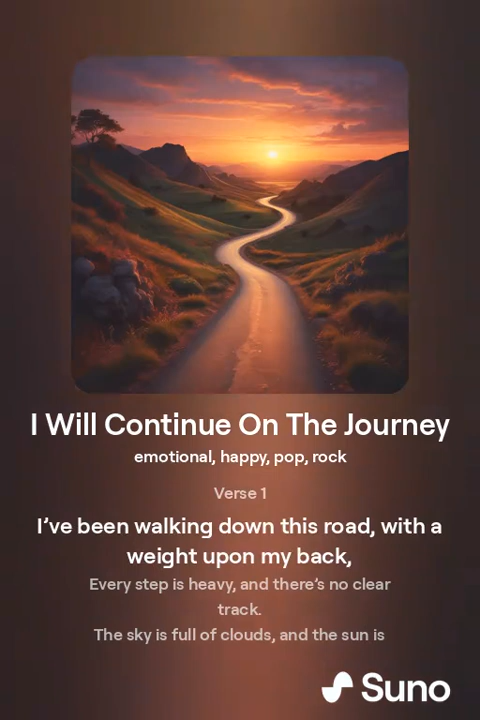 I Will Continue On The Journey
emotional, happy, pop, rock
Verse 1
I’ve been walking down this road, with a
weight upon my back,
Every step is heavy, and there’s no clear
track.
The sky is full of clouds, and the sun is
Suno